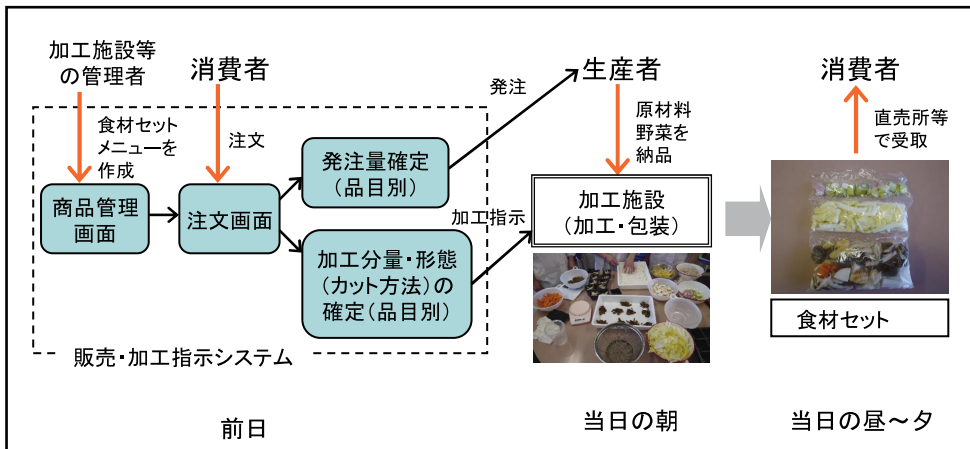 加工施設等
の管理者
消費者
生産者
消費者
発注
食材セット
メニューを
作成
注文
原材料
野菜を
納品
直売所等
で受取
商品管理
画面
注文画面
発注量確定
(品目別)
加工指示
加工施設
(加工・包装)
加工分量・形態
(カット方法)の
確定(品目別)
食材セット
販売・加工指示システム
前日
当日の朝
当日の昼～夕